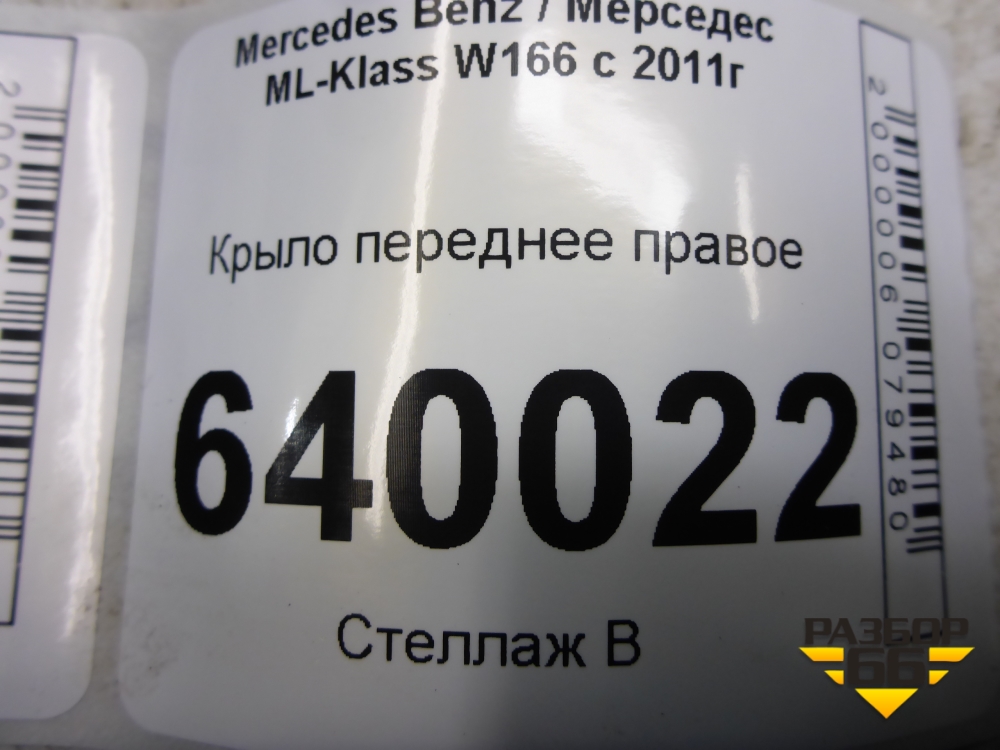 Mercedes Benz / Мерседес
ML-Klass W166 с 2011г
Крыло переднее правое
640022
Стеллаж В
2000006079480
РАЗБОР
66